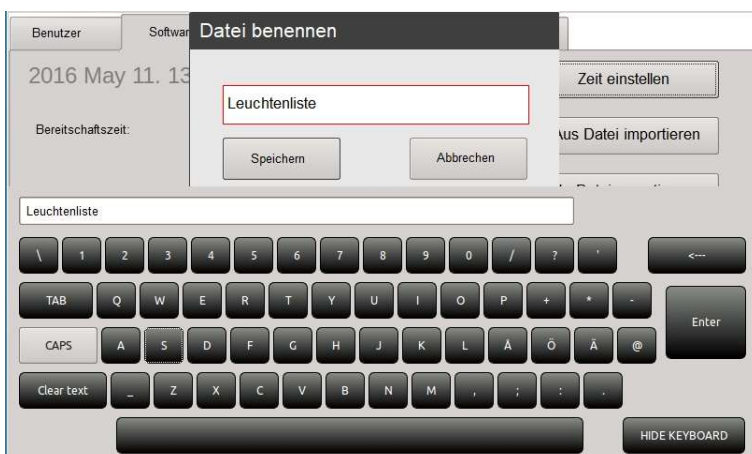 Benutzer Softwar Datei benennen
2016 May 11. 13 Zeit einstellen
Leuchtenliste
Bereitschaftszeit: Aus Datei importieren
Speichern Abbrechen
Leuchtenliste
\ 1 2 3 4 5 6 7 8 9 0 / ? ' <---
TAB Q W E R T Y U I O P + * -
Enter
CAPS A S D F G H J K L Å Ö Ä @
Clear text _ Z X C V B N M , ; : .
HIDE KEYBOARD